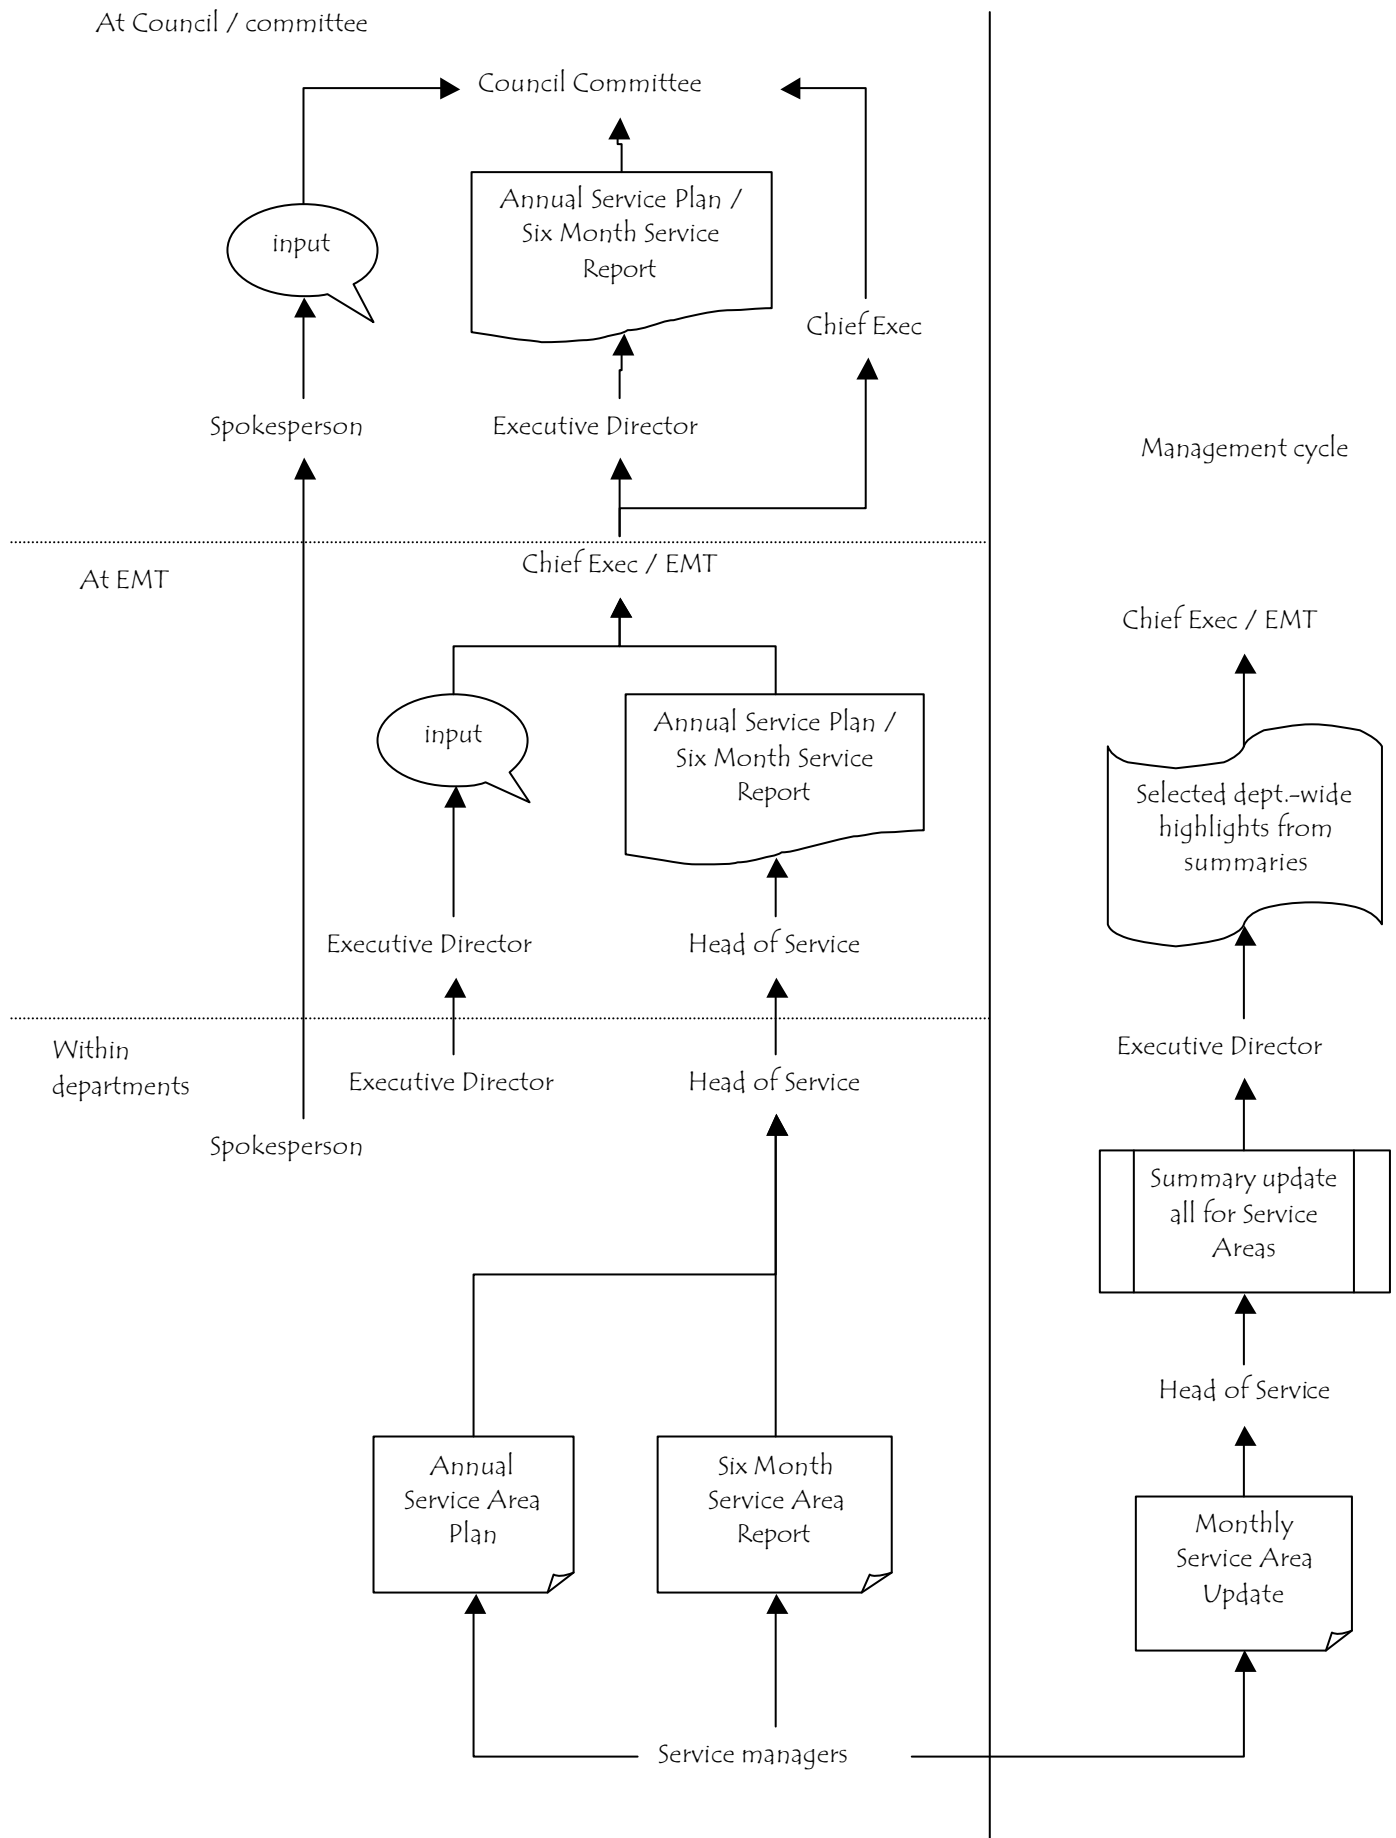 At Council / committee
Council Committee
Annual Service Plan /
Six Month Service
Report
input
Chief Exec
Spokesperson
Executive Director
At EMT
Chief Exec / EMT
input
Annual Service Plan /
Six Month Service
Report
Executive Director
Head of Service
Within
departments
Executive Director
Head of Service
Spokesperson
Annual
Service Area
Plan
Six Month
Service Area
Report
Service managers
Management cycle
Chief Exec / EMT
Selected dept.-wide
highlights from
summaries
Executive Director
Summary update
all for Service
Areas
Head of Service
Monthly
Service Area
Update